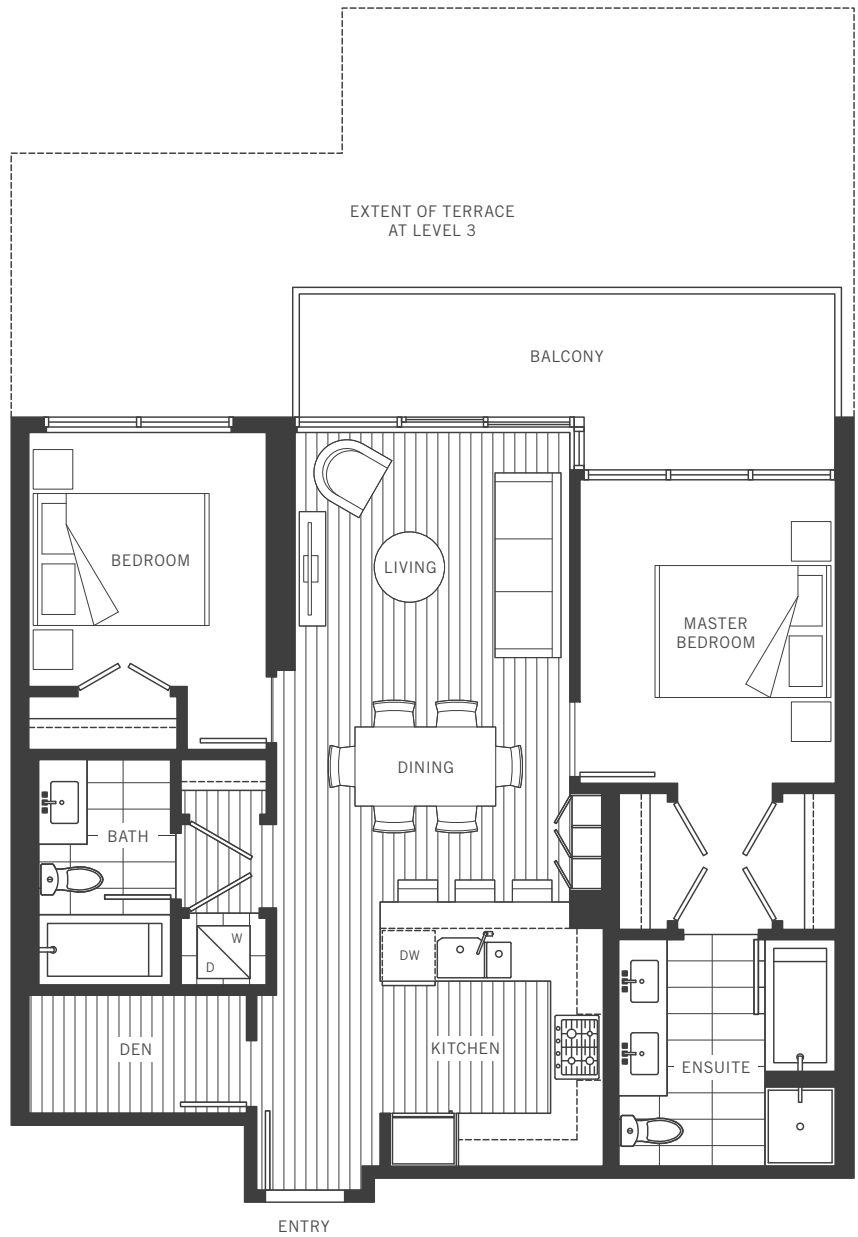 EXTENT OF TERRACE
AT LEVEL 3
BALCONY
BEDROOM
LIVING
MASTER
BEDROOM
DINING
BATH
W
D
DW
DEN
KITCHEN
ENSUITE
ENTRY